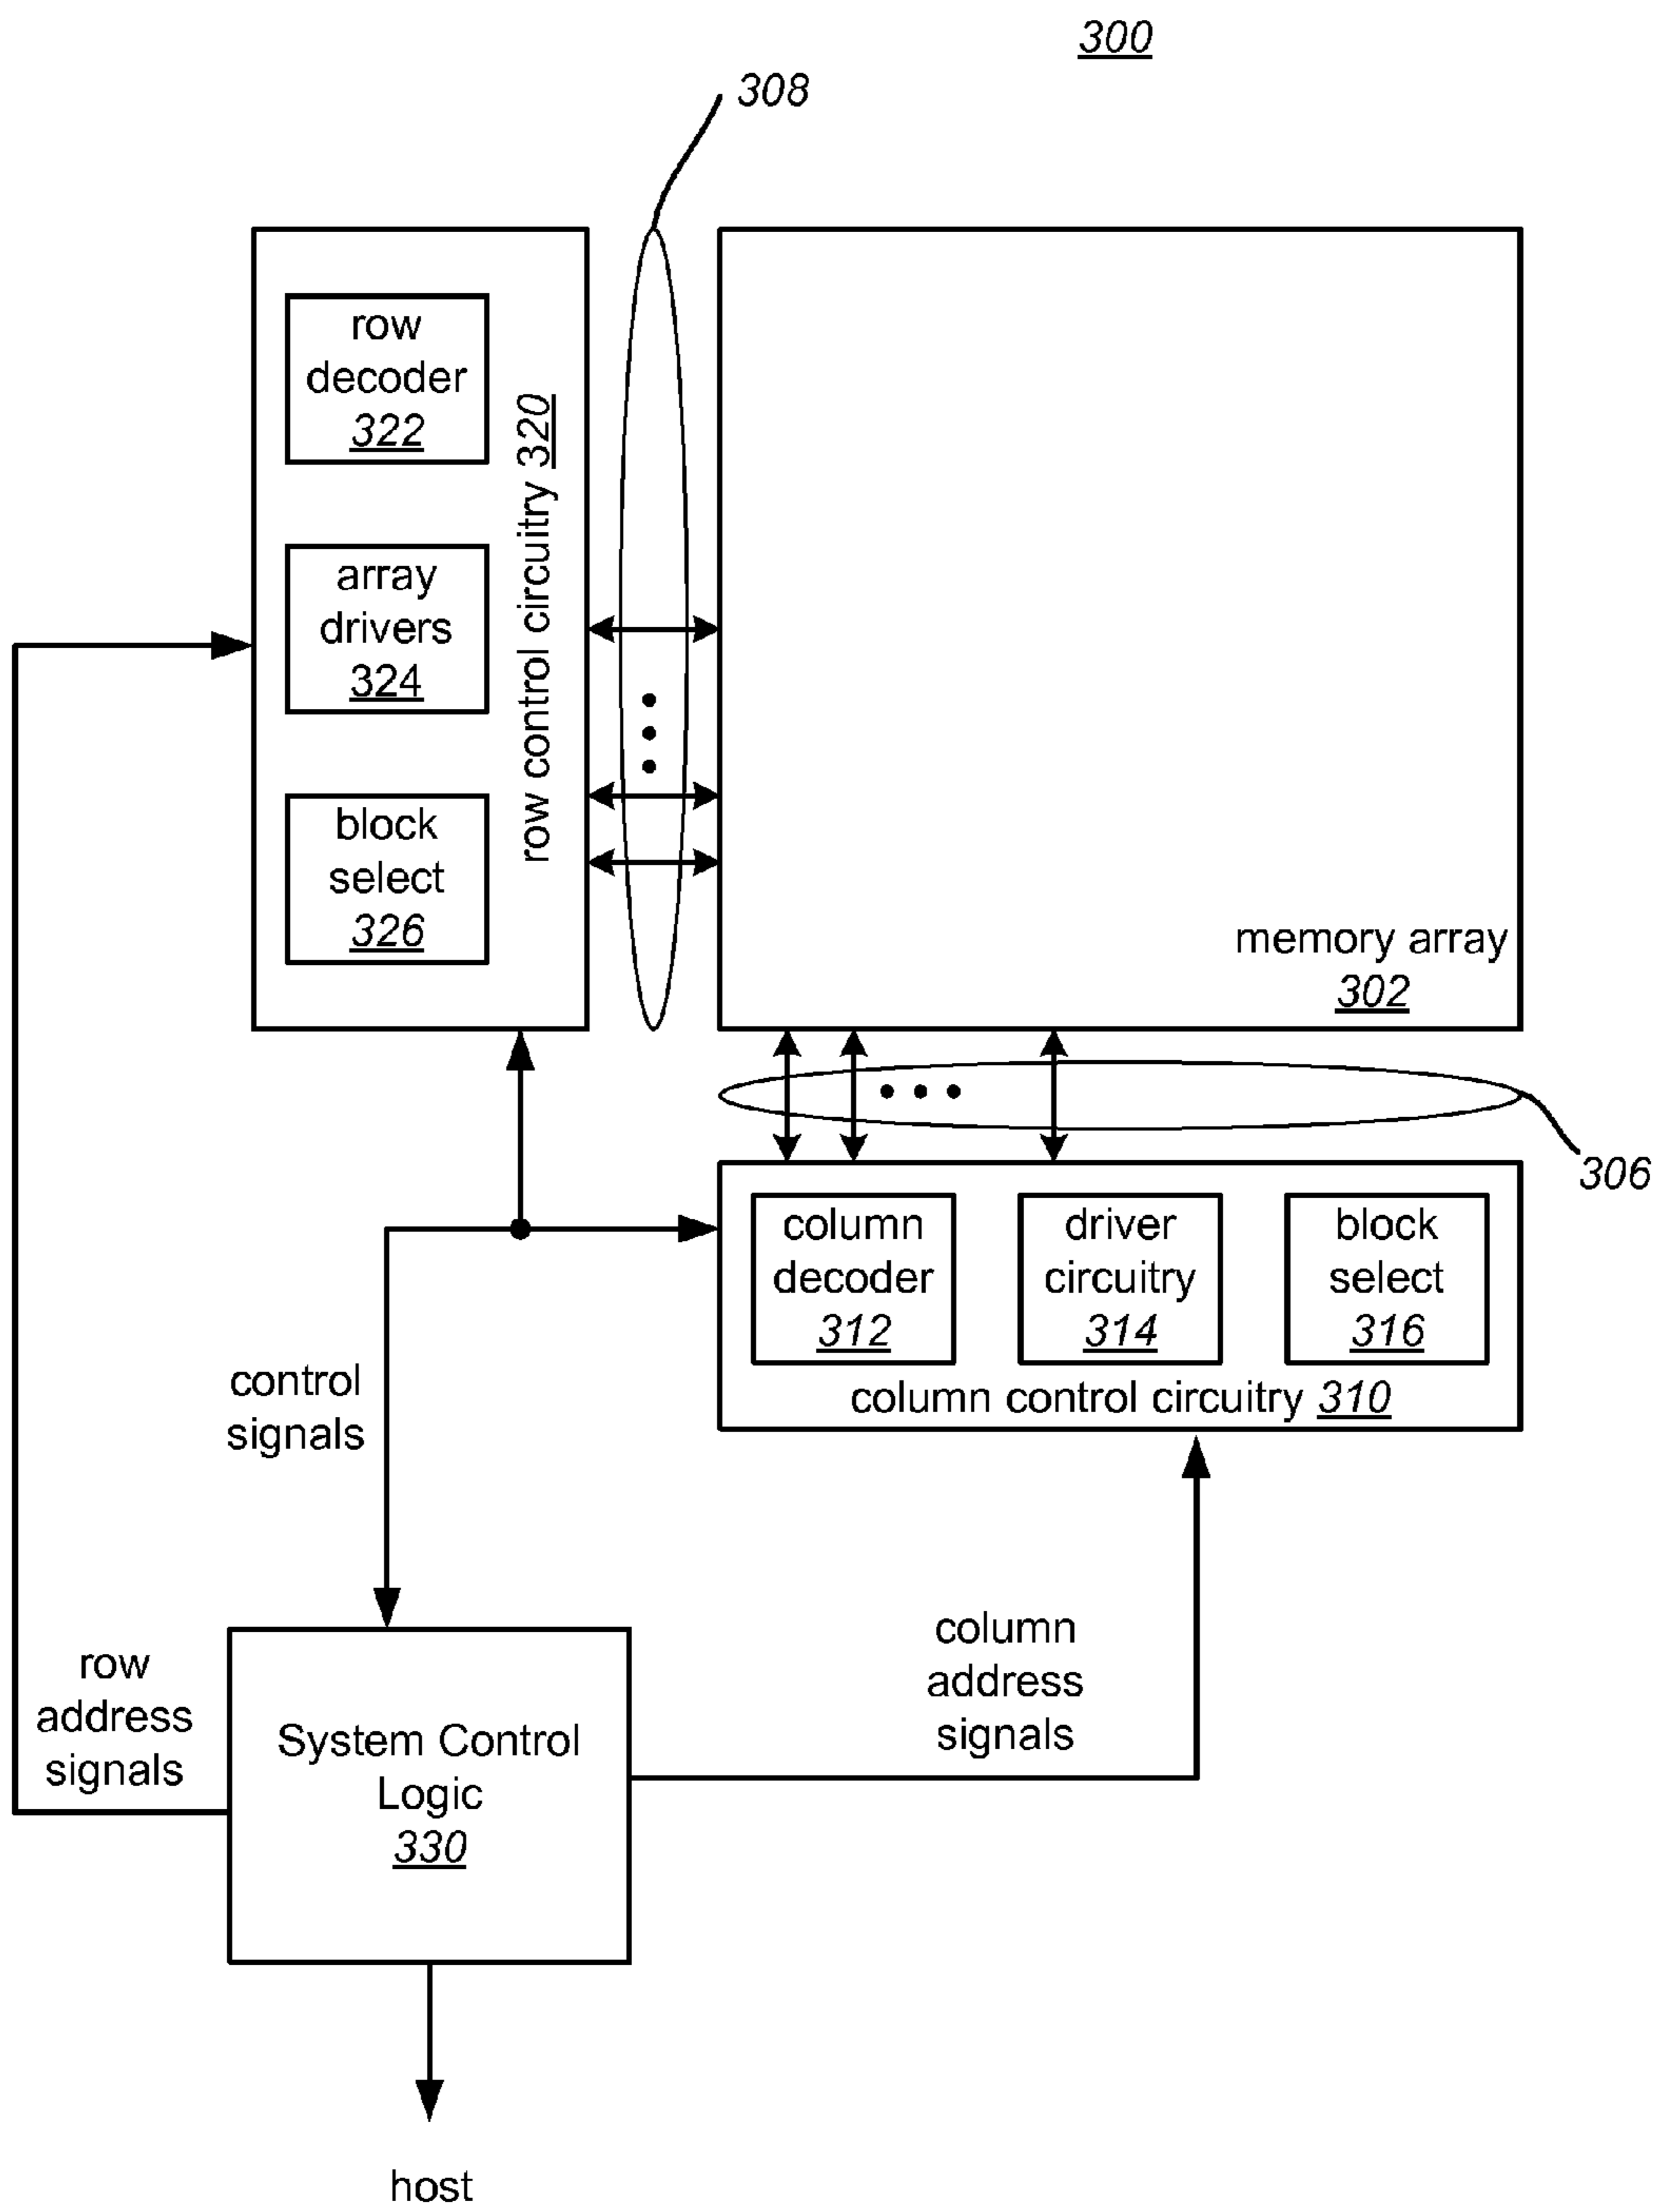 300
308
row
decoder
322
array
drivers
324
block
select
326
row control circuitry 320
memory array
302
306
column
decoder
312
driver
circuitry
314
block
select
316
column control circuitry 310
control
signals
row
address
signals
column
address
signals
System Control
Logic
330
host